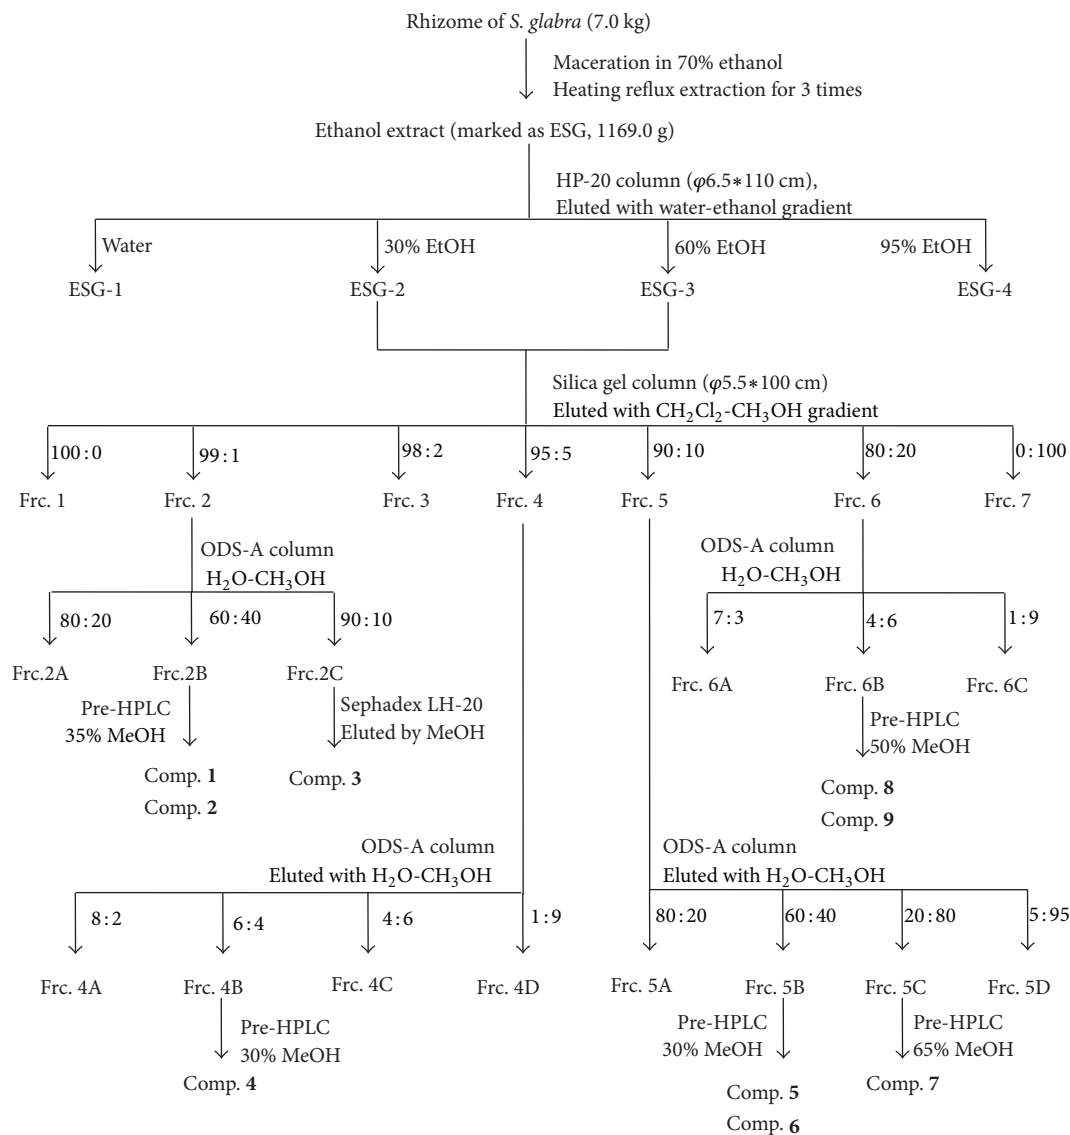 Rhizome of S. glabra (7.0 kg)
Maceration in 70% ethanol
Heating reflux extraction for 3 times
Ethanol extract (marked as ESG, 1169.0 g)
HP-20 column (φ6.5∗110 cm),
Eluted with water-ethanol gradient
Water
30% EtOH
60% EtOH
95% EtOH
ESG-1
ESG-2
ESG-3
ESG-4
Silica gel column (φ5.5∗100 cm)
Eluted with CH₂Cl₂-CH₃OH gradient
100:0
99:1
98:2
95:5
90:10
80:20
0:100
Frc. 1
Frc. 2
Frc. 3
Frc. 4
Frc. 5
Frc. 6
Frc. 7
ODS-A column
H₂O-CH₃OH
80:20
60:40
90:10
Frc.2A
Frc.2B
Frc.2C
Pre-HPLC
35% MeOH
Sephadex LH-20
Eluted by MeOH
Comp. 1
Comp. 2
Comp. 3
ODS-A column
H₂O-CH₃OH
7:3
4:6
1:9
Frc. 6A
Frc. 6B
Frc. 6C
Pre-HPLC
50% MeOH
Comp. 8
Comp. 9
ODS-A column
Eluted with H₂O-CH₃OH
8:2
6:4
4:6
1:9
Frc. 4A
Frc. 4B
Frc. 4C
Frc. 4D
Pre-HPLC
30% MeOH
Comp. 4
ODS-A column
Eluted with H₂O-CH₃OH
80:20
60:40
20:80
5:95
Frc. 5A
Frc. 5B
Frc. 5C
Frc. 5D
Pre-HPLC
30% MeOH
Pre-HPLC
65% MeOH
Comp. 5
Comp. 6
Comp. 7